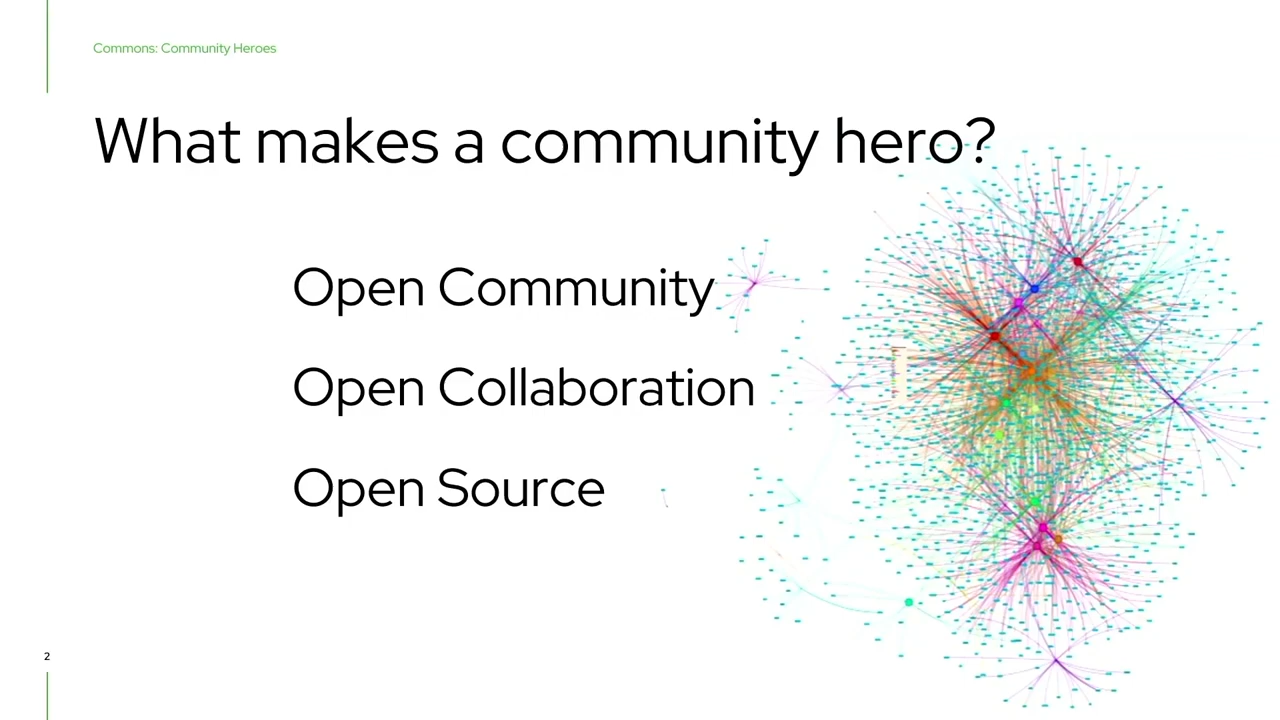 Commons: Community Heroes
What makes a community hero?
Open Community
Open Collaboration
Open Source
2